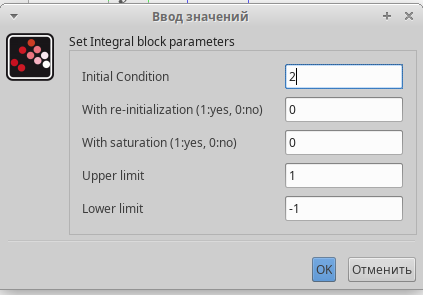 Ввод значений
Set Integral block parameters
Initial Condition 2
With re-initialization (1:yes, 0:no) 0
With saturation (1:yes, 0:no) 0
Upper limit 1
Lower limit -1
OK Отменить